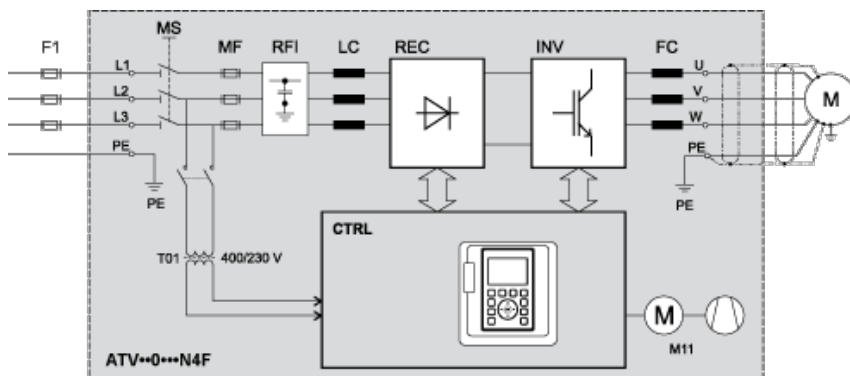 MS
F1 MF RFI LC REC INV FC
L1 U
L2 V M
L3 W
PE PE
PE PE
CTRL
T01 400/230 V
M
M11
ATV••0•••N4F